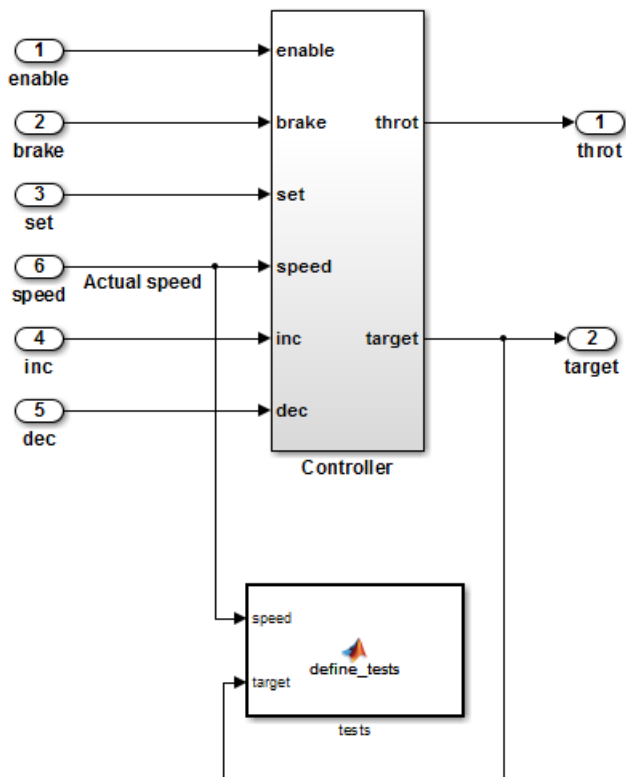 1
enable
enable
2
brake
brake
throt
1
throt
3
set
set
6
speed
Actual speed
speed
4
inc
inc
target
2
target
5
dec
dec
Controller
speed
define_tests
target
tests